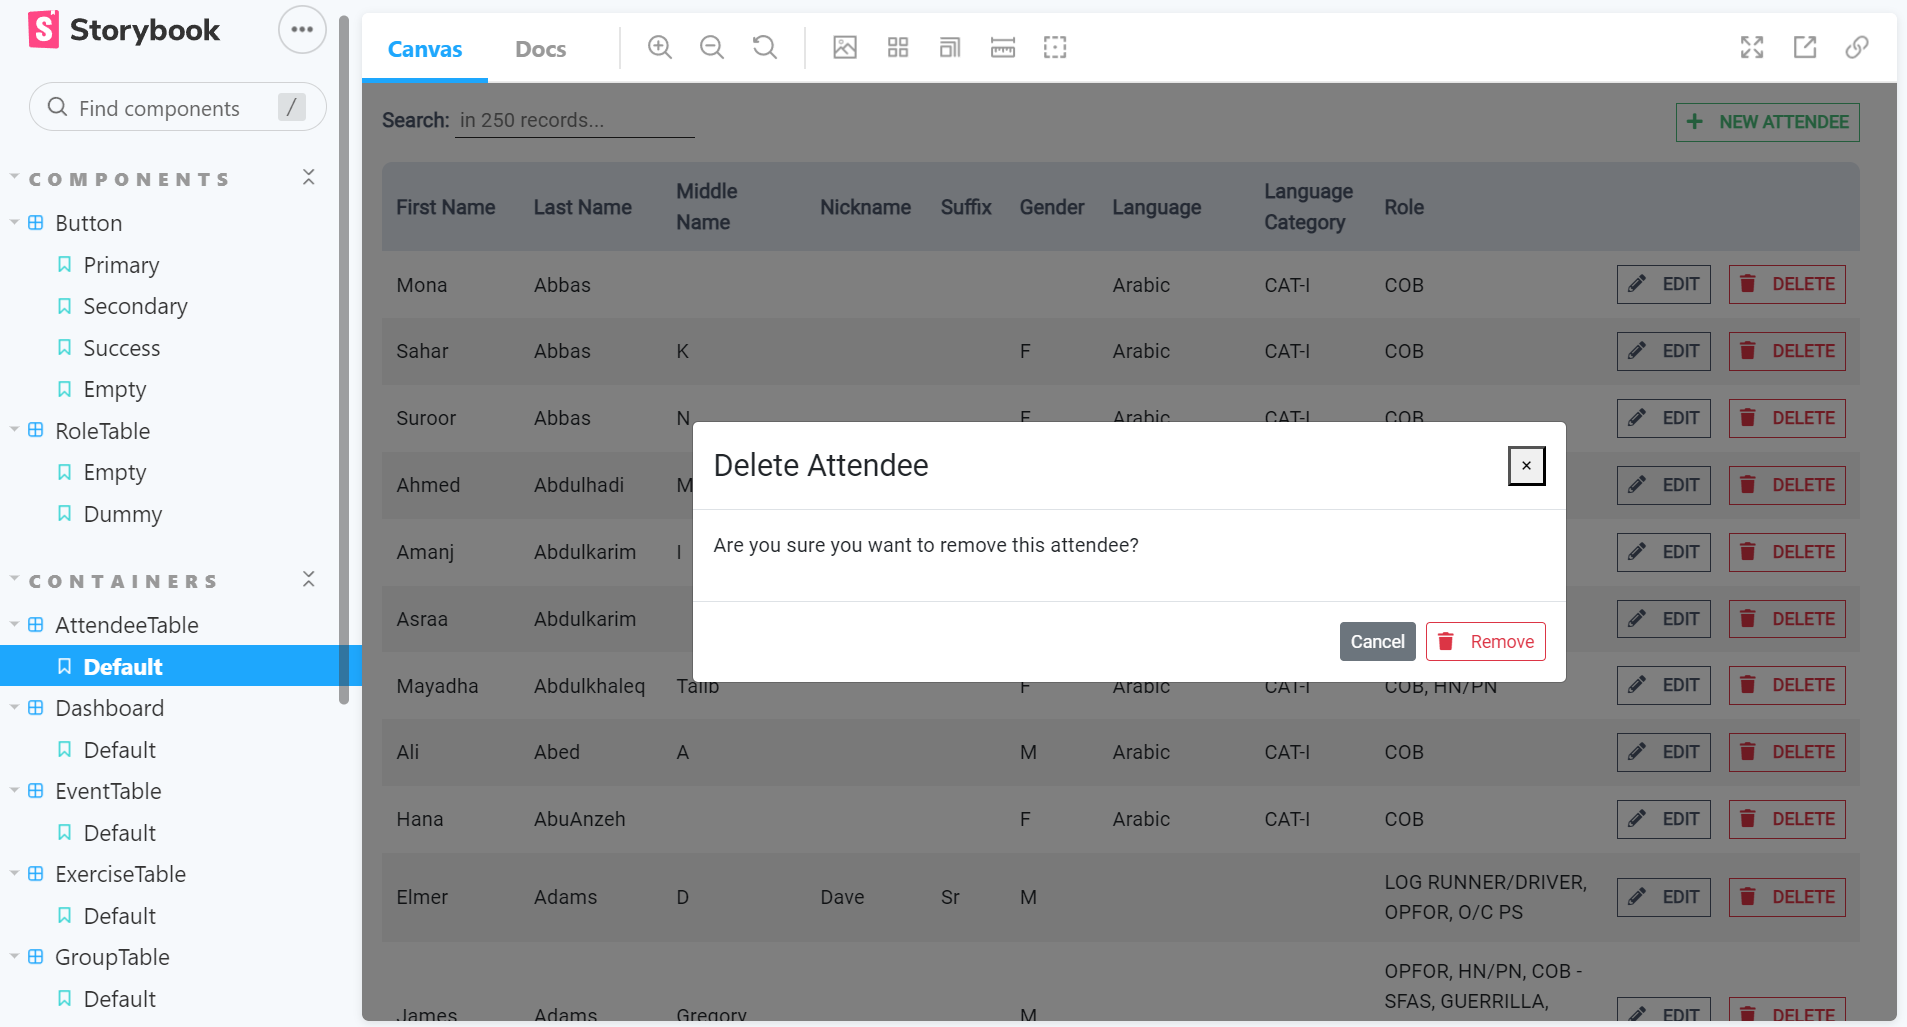 Storybook
Find components /
COMPONENTS
Button
Primary
Secondary
Success
Empty
RoleTable
Empty
Dummy
CONTAINERS
AttendeeTable
Default
Dashboard
Default
EventTable
Default
ExerciseTable
Default
GroupTable
Default
Canvas Docs
Search: in 250 records...
NEW ATTENDEE
First Name Last Name Middle Name Nickname Suffix Gender Language Language Category Role
Mona Abbas Arabic CAT-I COB EDIT DELETE
Sahar Abbas K F Arabic CAT-I COB EDIT DELETE
Suroor Abbas N F Arabic CAT-I COB EDIT DELETE
Ahmed Abdulhadi M EDIT DELETE
Amanj Abdulkarim I EDIT DELETE
Asraa Abdulkarim EDIT DELETE
Mayadha Abdulkhaleq Talib F Arabic CAT-I COB, HN/PN EDIT DELETE
Ali Abed A M Arabic CAT-I COB EDIT DELETE
Hana AbuAnzeh F Arabic CAT-I COB EDIT DELETE
Elmer Adams D Dave Sr M LOG RUNNER/DRIVER, OPFOR, O/C PS EDIT DELETE
James Adams Gregory M OPFOR, HN/PN, COB - SFAS, GUERRILLA, EDIT DELETE
Delete Attendee
×
Are you sure you want to remove this attendee?
Cancel Remove